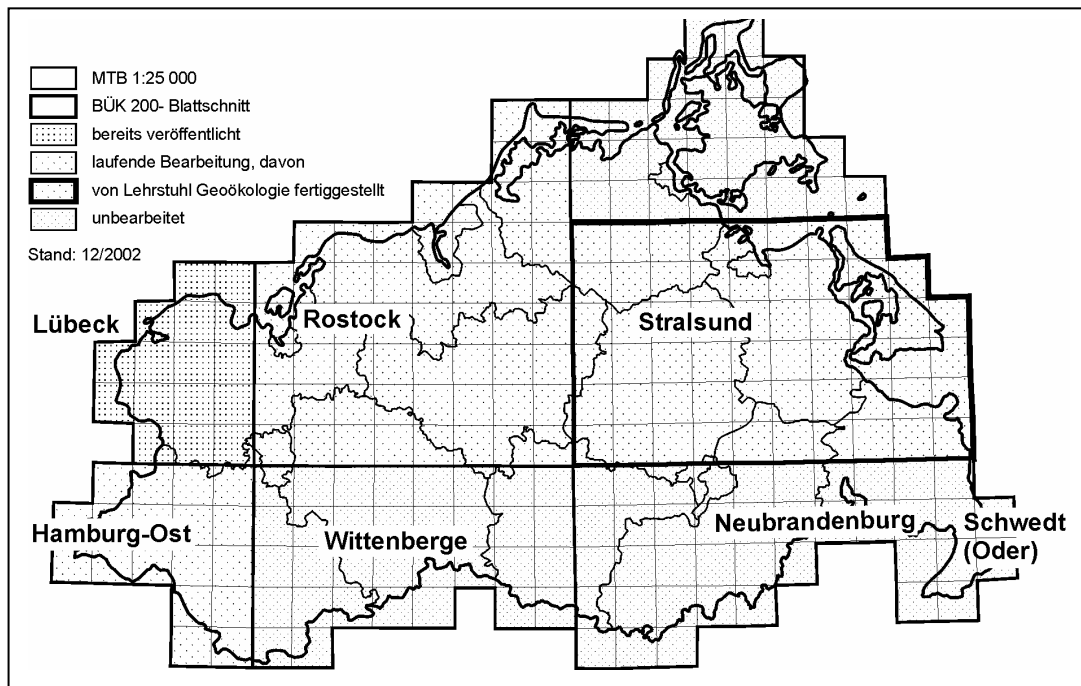 MTB 1:25 000
BÜK 200- Blattschnitt
bereits veröffentlicht
laufende Bearbeitung, davon
von Lehrstuhl Geoökologie fertiggestellt
unbearbeitet
Stand: 12/2002
Lübeck
Rostock
Stralsund
Hamburg-Ost
Wittenberge
Neubrandenburg
Schwedt
(Oder)